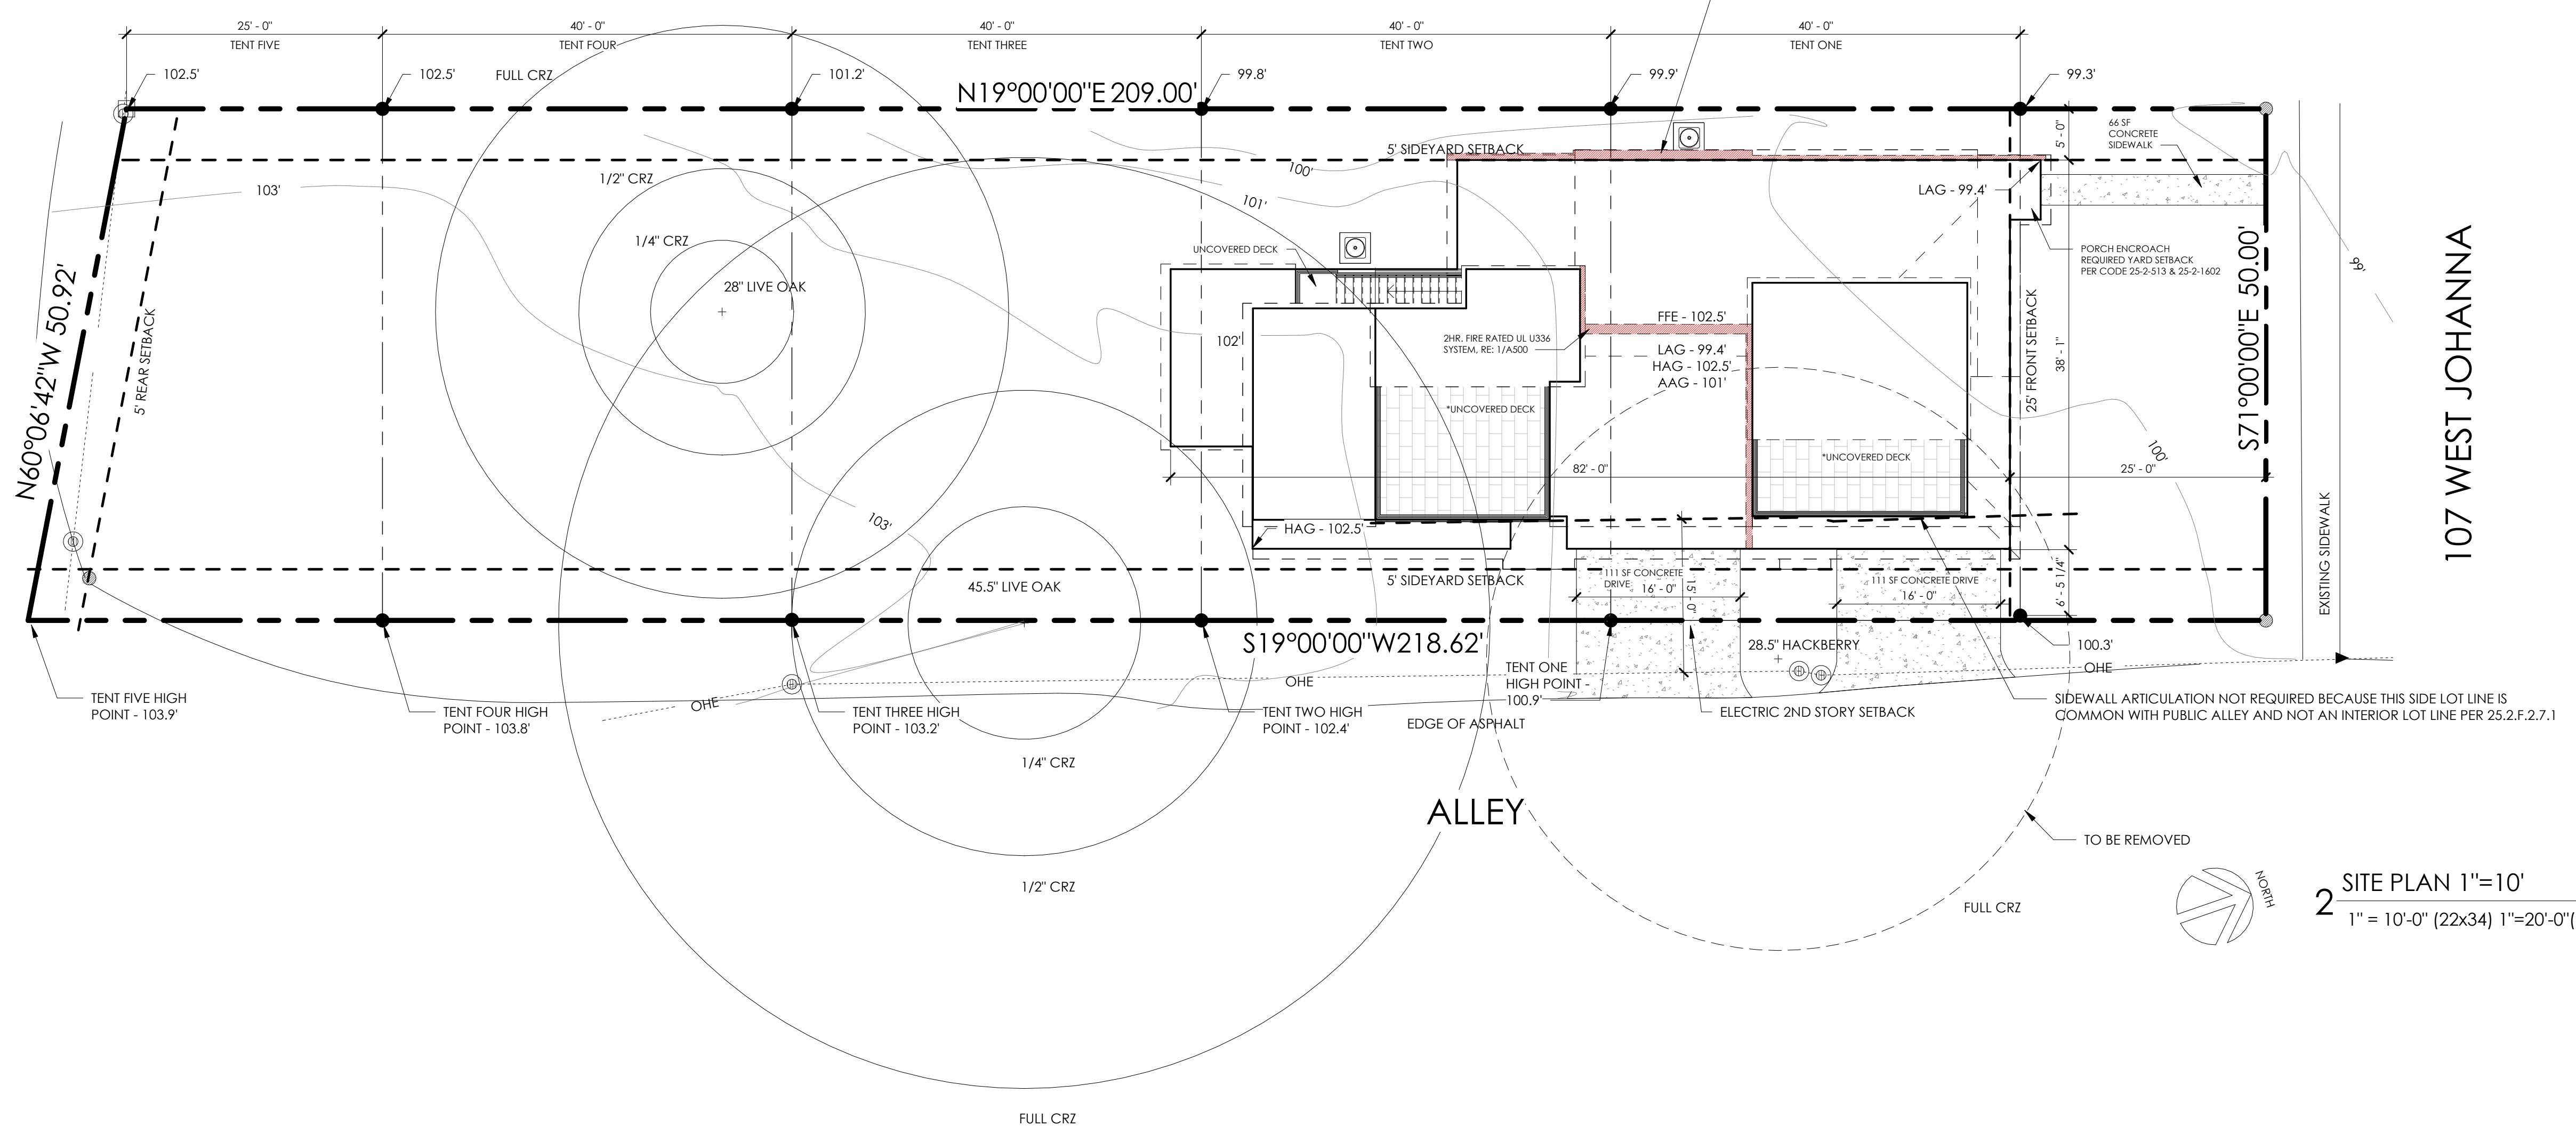 25' - 0"
40' - 0"
40' - 0"
40' - 0"
40' - 0"
TENT FIVE
TENT FOUR
TENT THREE
TENT TWO
TENT ONE
102.5'
102.5'
FULL CRZ
101.2'
99.8'
99.9'
99.3'
N19°00'00"E 209.00'
5' SIDEYARD SETBACK
5' - 0"
66 SF
CONCRETE
SIDEWALK
103'
1/2" CRZ
100'
101'
LAG - 99.4'
1/4" CRZ
UNCOVERED DECK
PORCH ENCROACH
REQUIRED YARD SETBACK
PER CODE 25-2-513 & 25-2-1602
99'
28" LIVE OAK
N60°06'42"W 50.92'
5' REAR SETBACK
102'
2HR. FIRE RATED UL U336
SYSTEM, RE: 1/A500
FFE - 102.5'
LAG - 99.4'
HAG - 102.5'
AAG - 101'
25' FRONT SETBACK
38' - 1"
S71°00'00"E 50.00'
107 WEST JOHANNA
*UNCOVERED DECK
*UNCOVERED DECK
82' - 0"
25' - 0"
100'
103'
HAG - 102.5'
EXISTING SIDEWALK
45.5" LIVE OAK
5' SIDEYARD SETBACK
111 SF CONCRETE
DRIVE
16' - 0"
15' - 0"
111 SF CONCRETE DRIVE
16' - 0"
6' - 5 1/4"
S19°00'00"W218.62'
28.5" HACKBERRY
100.3'
TENT ONE
HIGH POINT -
100.9'
OHE
OHE
OHE
TENT FIVE HIGH
POINT - 103.9'
TENT FOUR HIGH
POINT - 103.8'
TENT THREE HIGH
POINT - 103.2'
TENT TWO HIGH
POINT - 102.4'
EDGE OF ASPHALT
ELECTRIC 2ND STORY SETBACK
SIDEWALL ARTICULATION NOT REQUIRED BECAUSE THIS SIDE LOT LINE IS
COMMON WITH PUBLIC ALLEY AND NOT AN INTERIOR LOT LINE PER 25.2.F.2.7.1
1/4" CRZ
ALLEY
TO BE REMOVED
1/2" CRZ
FULL CRZ
NORTH
2
SITE PLAN 1"=10'
1" = 10'-0" (22x34) 1"=20'-0"(
FULL CRZ